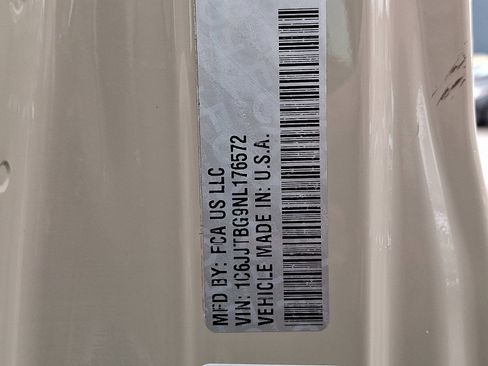 MFD BY: FCA US LLC
VIN: 1C6JJTBG9NL176572
VEHICLE MADE IN: U.S.A.